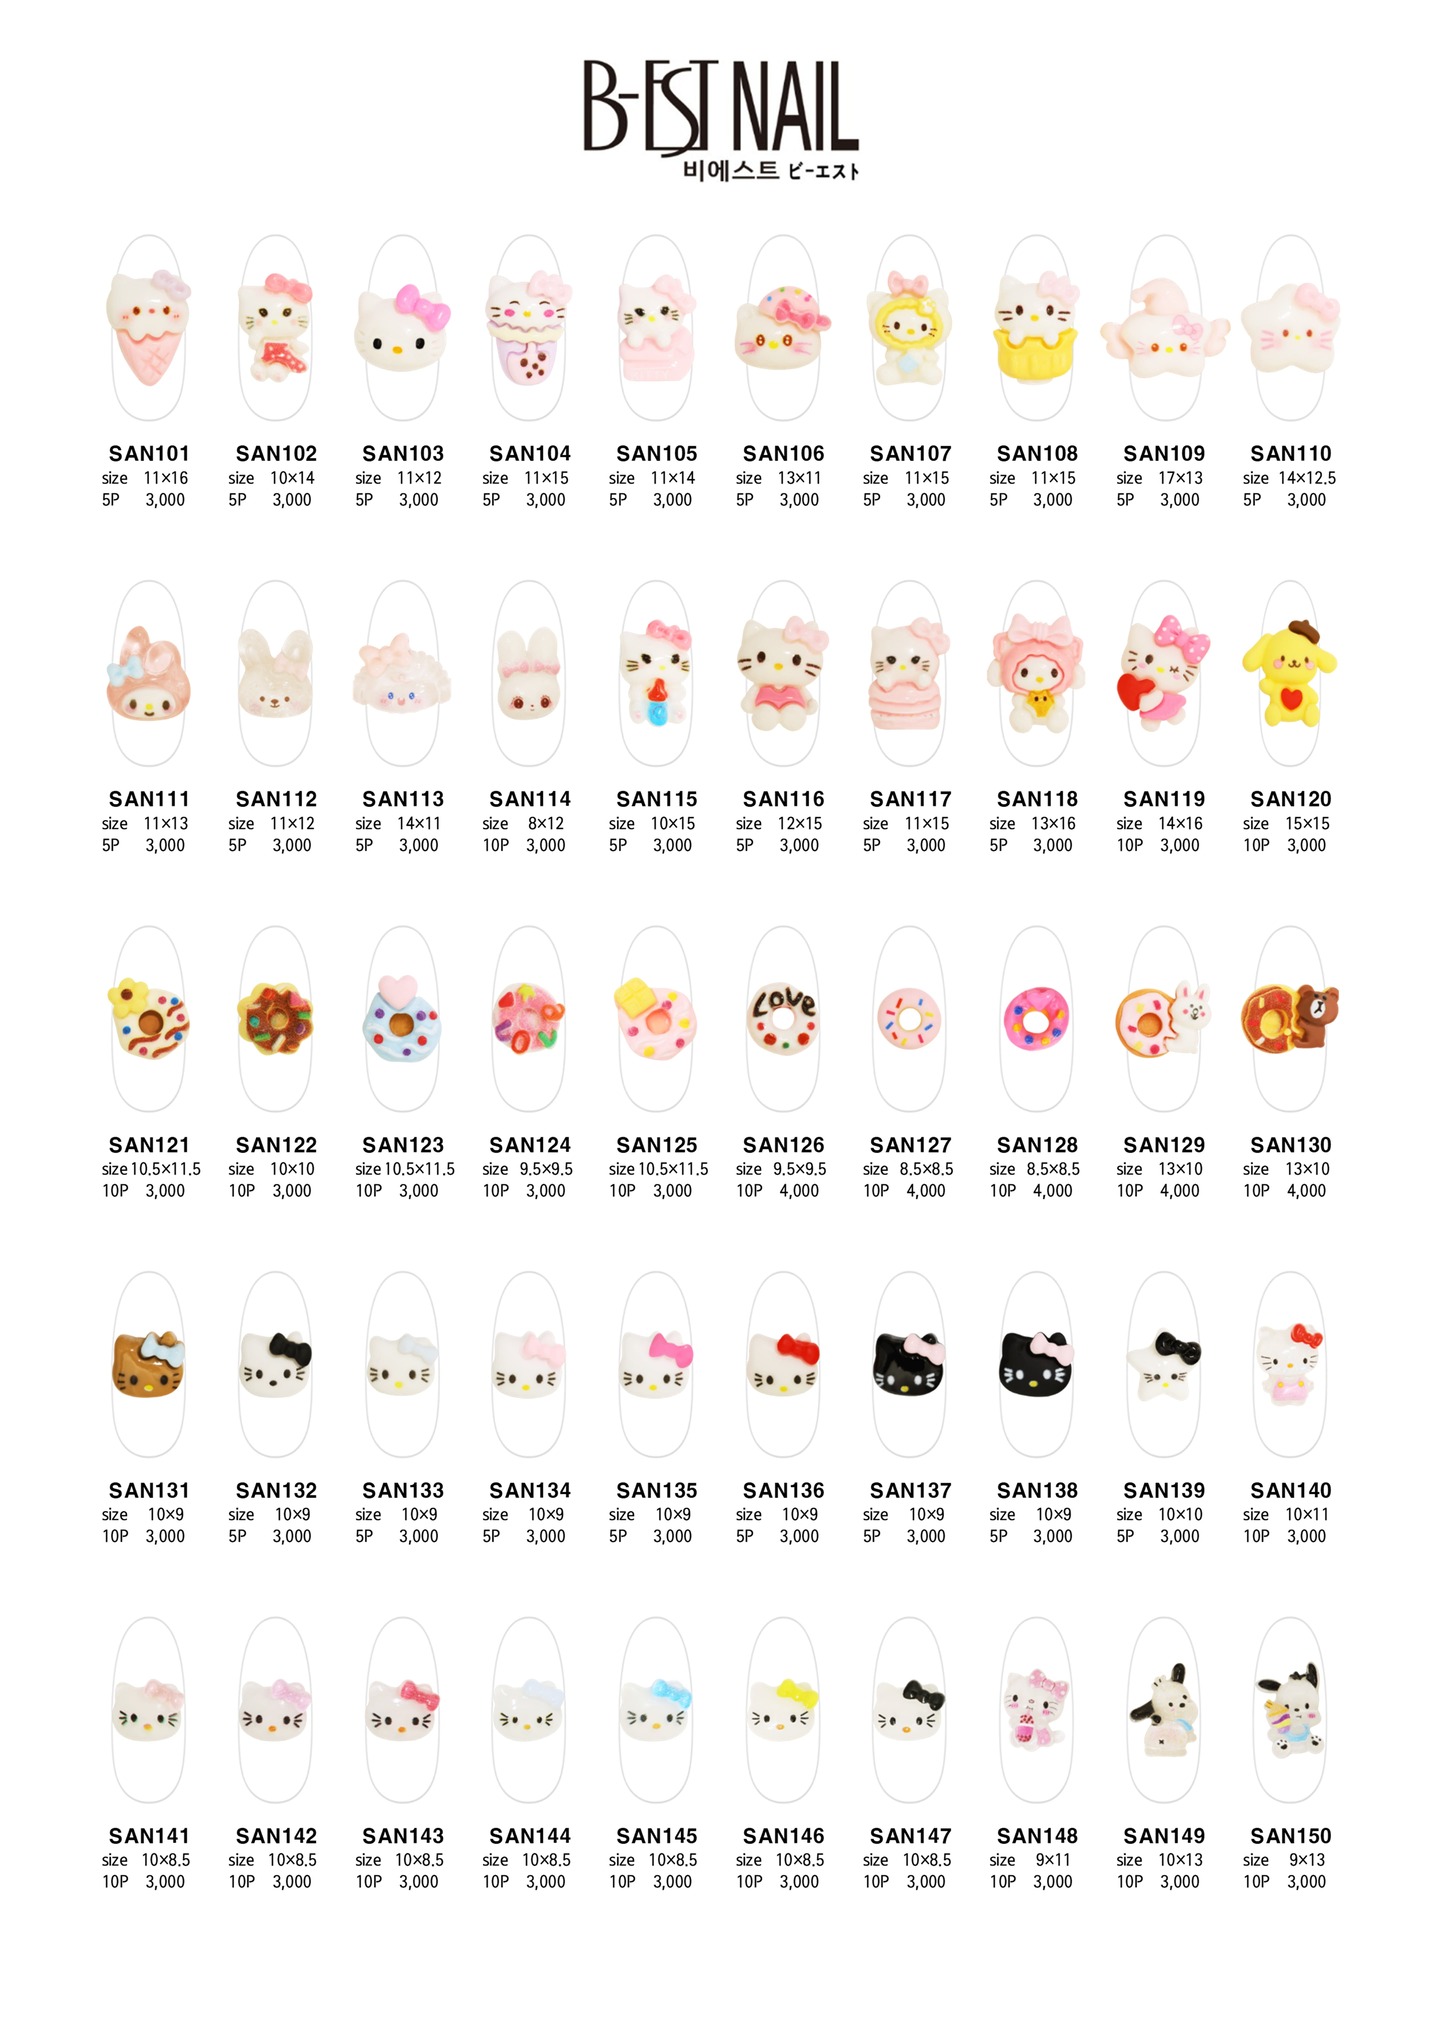 B-EST NAIL
비에스트 ビーエスト
SAN101 SAN102 SAN103 SAN104 SAN105 SAN106 SAN107 SAN108 SAN109 SAN110
size 11×16 size 10×14 size 11×12 size 11×15 size 11×14 size 13×11 size 11×15 size 11×15 size 17×13 size 14×12.5
5P 3,000 5P 3,000 5P 3,000 5P 3,000 5P 3,000 5P 3,000 5P 3,000 5P 3,000 5P 3,000 5P 3,000
SAN111 SAN112 SAN113 SAN114 SAN115 SAN116 SAN117 SAN118 SAN119 SAN120
size 11×13 size 11×12 size 14×11 size 8×12 size 10×15 size 12×15 size 11×15 size 13×16 size 14×16 size 15×15
5P 3,000 5P 3,000 5P 3,000 10P 3,000 5P 3,000 5P 3,000 5P 3,000 5P 3,000 10P 3,000 10P 3,000
LOVE
SAN121 SAN122 SAN123 SAN124 SAN125 SAN126 SAN127 SAN128 SAN129 SAN130
size 10.5×11.5 size 10×10 size 10.5×11.5 size 9.5×9.5 size 10.5×11.5 size 9.5×9.5 size 8.5×8.5 size 8.5×8.5 size 13×10 size 13×10
10P 3,000 10P 3,000 10P 3,000 10P 3,000 10P 3,000 10P 4,000 10P 4,000 10P 4,000 10P 4,000 10P 4,000
SAN131 SAN132 SAN133 SAN134 SAN135 SAN136 SAN137 SAN138 SAN139 SAN140
size 10×9 size 10×9 size 10×9 size 10×9 size 10×9 size 10×9 size 10×9 size 10×9 size 10×10 size 10×11
10P 3,000 5P 3,000 5P 3,000 5P 3,000 5P 3,000 5P 3,000 5P 3,000 5P 3,000 5P 3,000 10P 3,000
SAN141 SAN142 SAN143 SAN144 SAN145 SAN146 SAN147 SAN148 SAN149 SAN150
size 10×8.5 size 10×8.5 size 10×8.5 size 10×8.5 size 10×8.5 size 10×8.5 size 10×8.5 size 9×11 size 10×13 size 9×13
10P 3,000 10P 3,000 10P 3,000 10P 3,000 10P 3,000 10P 3,000 10P 3,000 10P 3,000 10P 3,000 10P 3,000